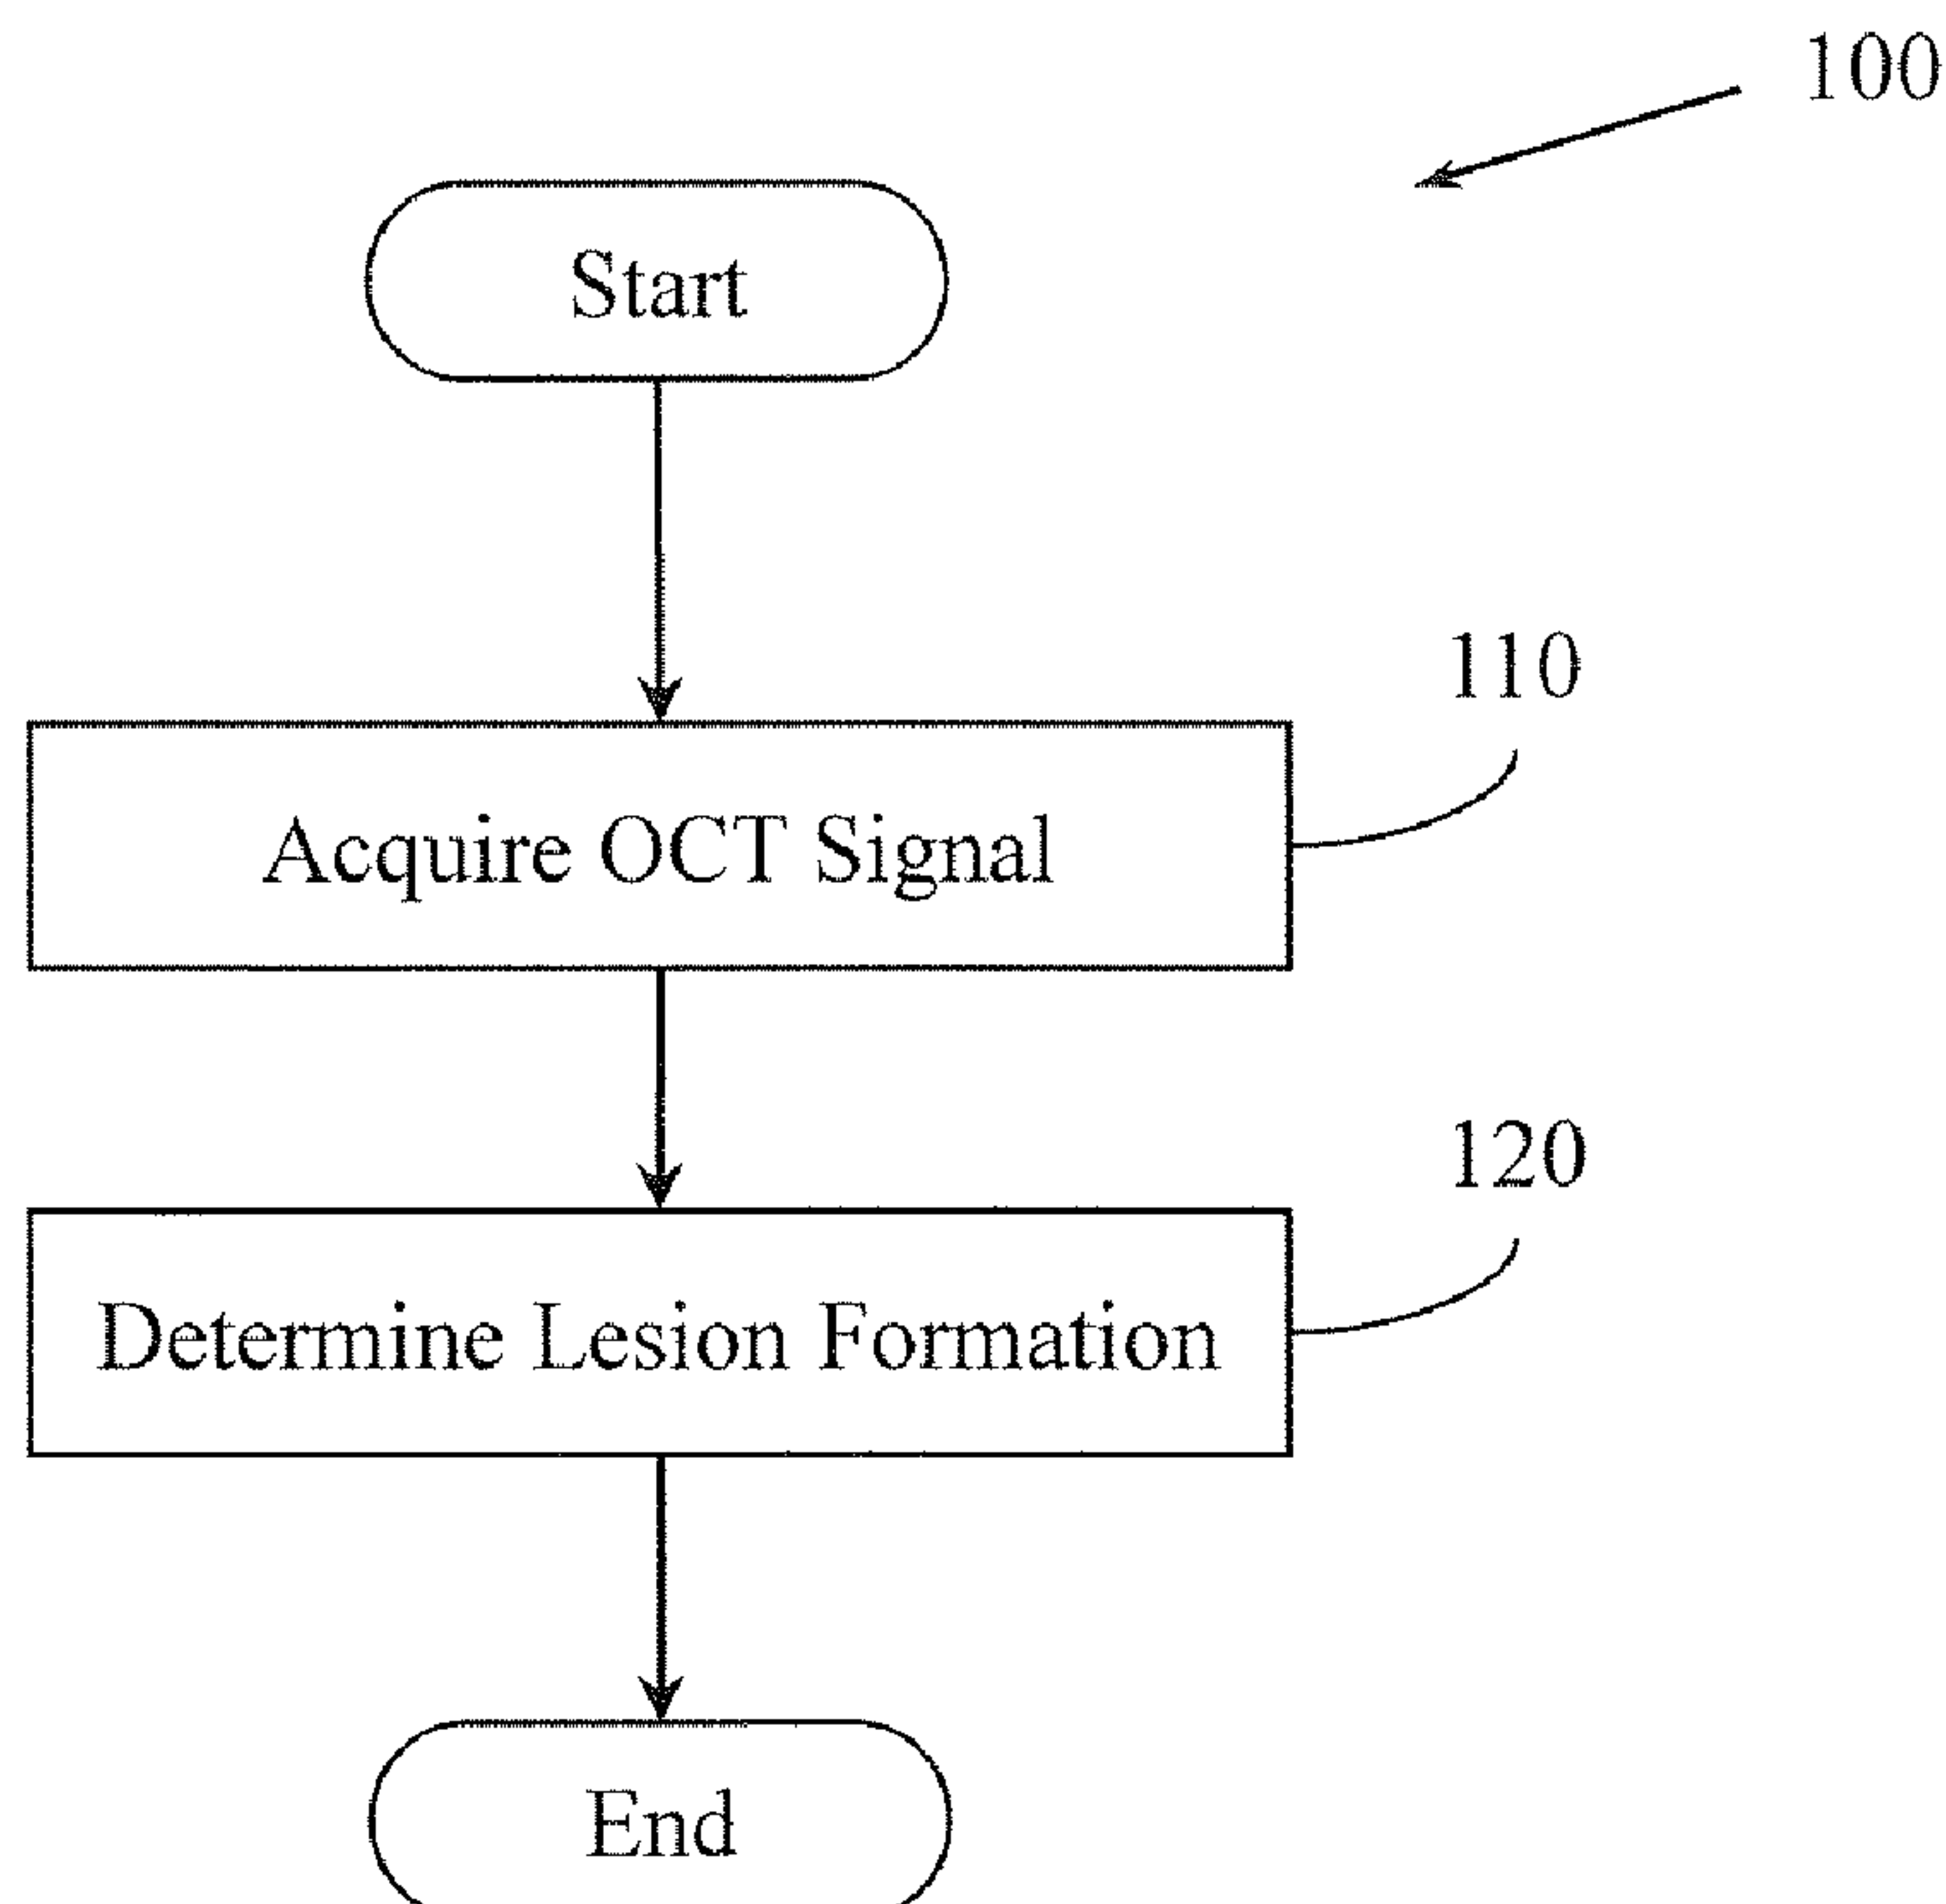 100
Start
110
Acquire OCT Signal
120
Determine Lesion Formation
End